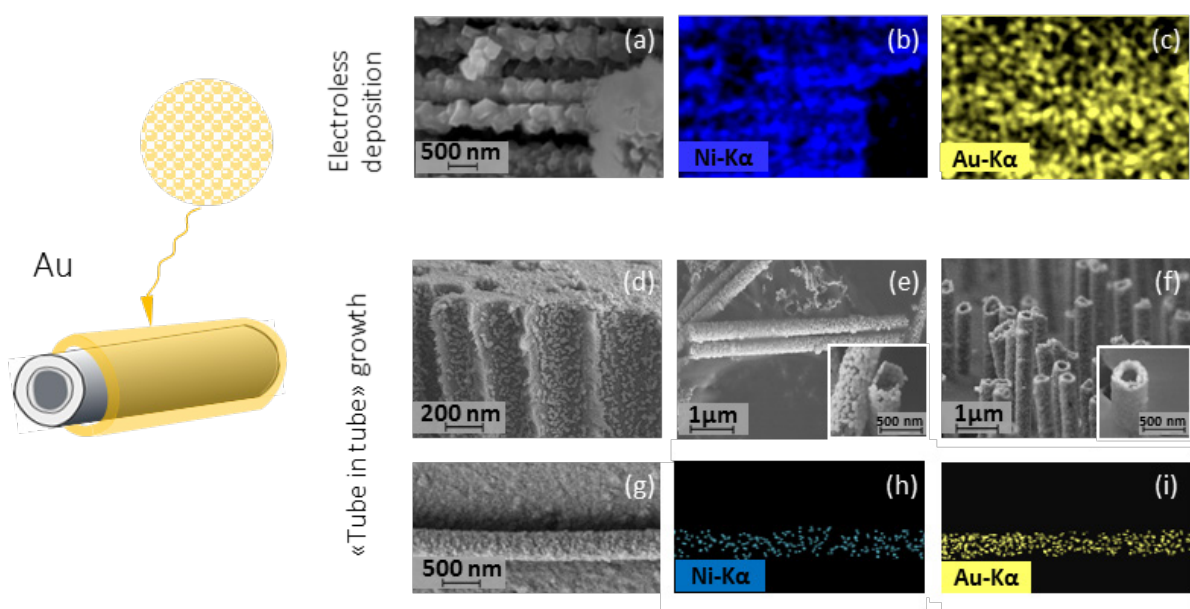 Electroless
deposition
(a)
500 nm
(b)
Ni-Kα
(c)
Au-Kα
Au
«Tube in tube» growth
(d)
200 nm
(e)
1μm
500 nm
(f)
1μm
500 nm
(g)
500 nm
(h)
Ni-Kα
(i)
Au-Kα